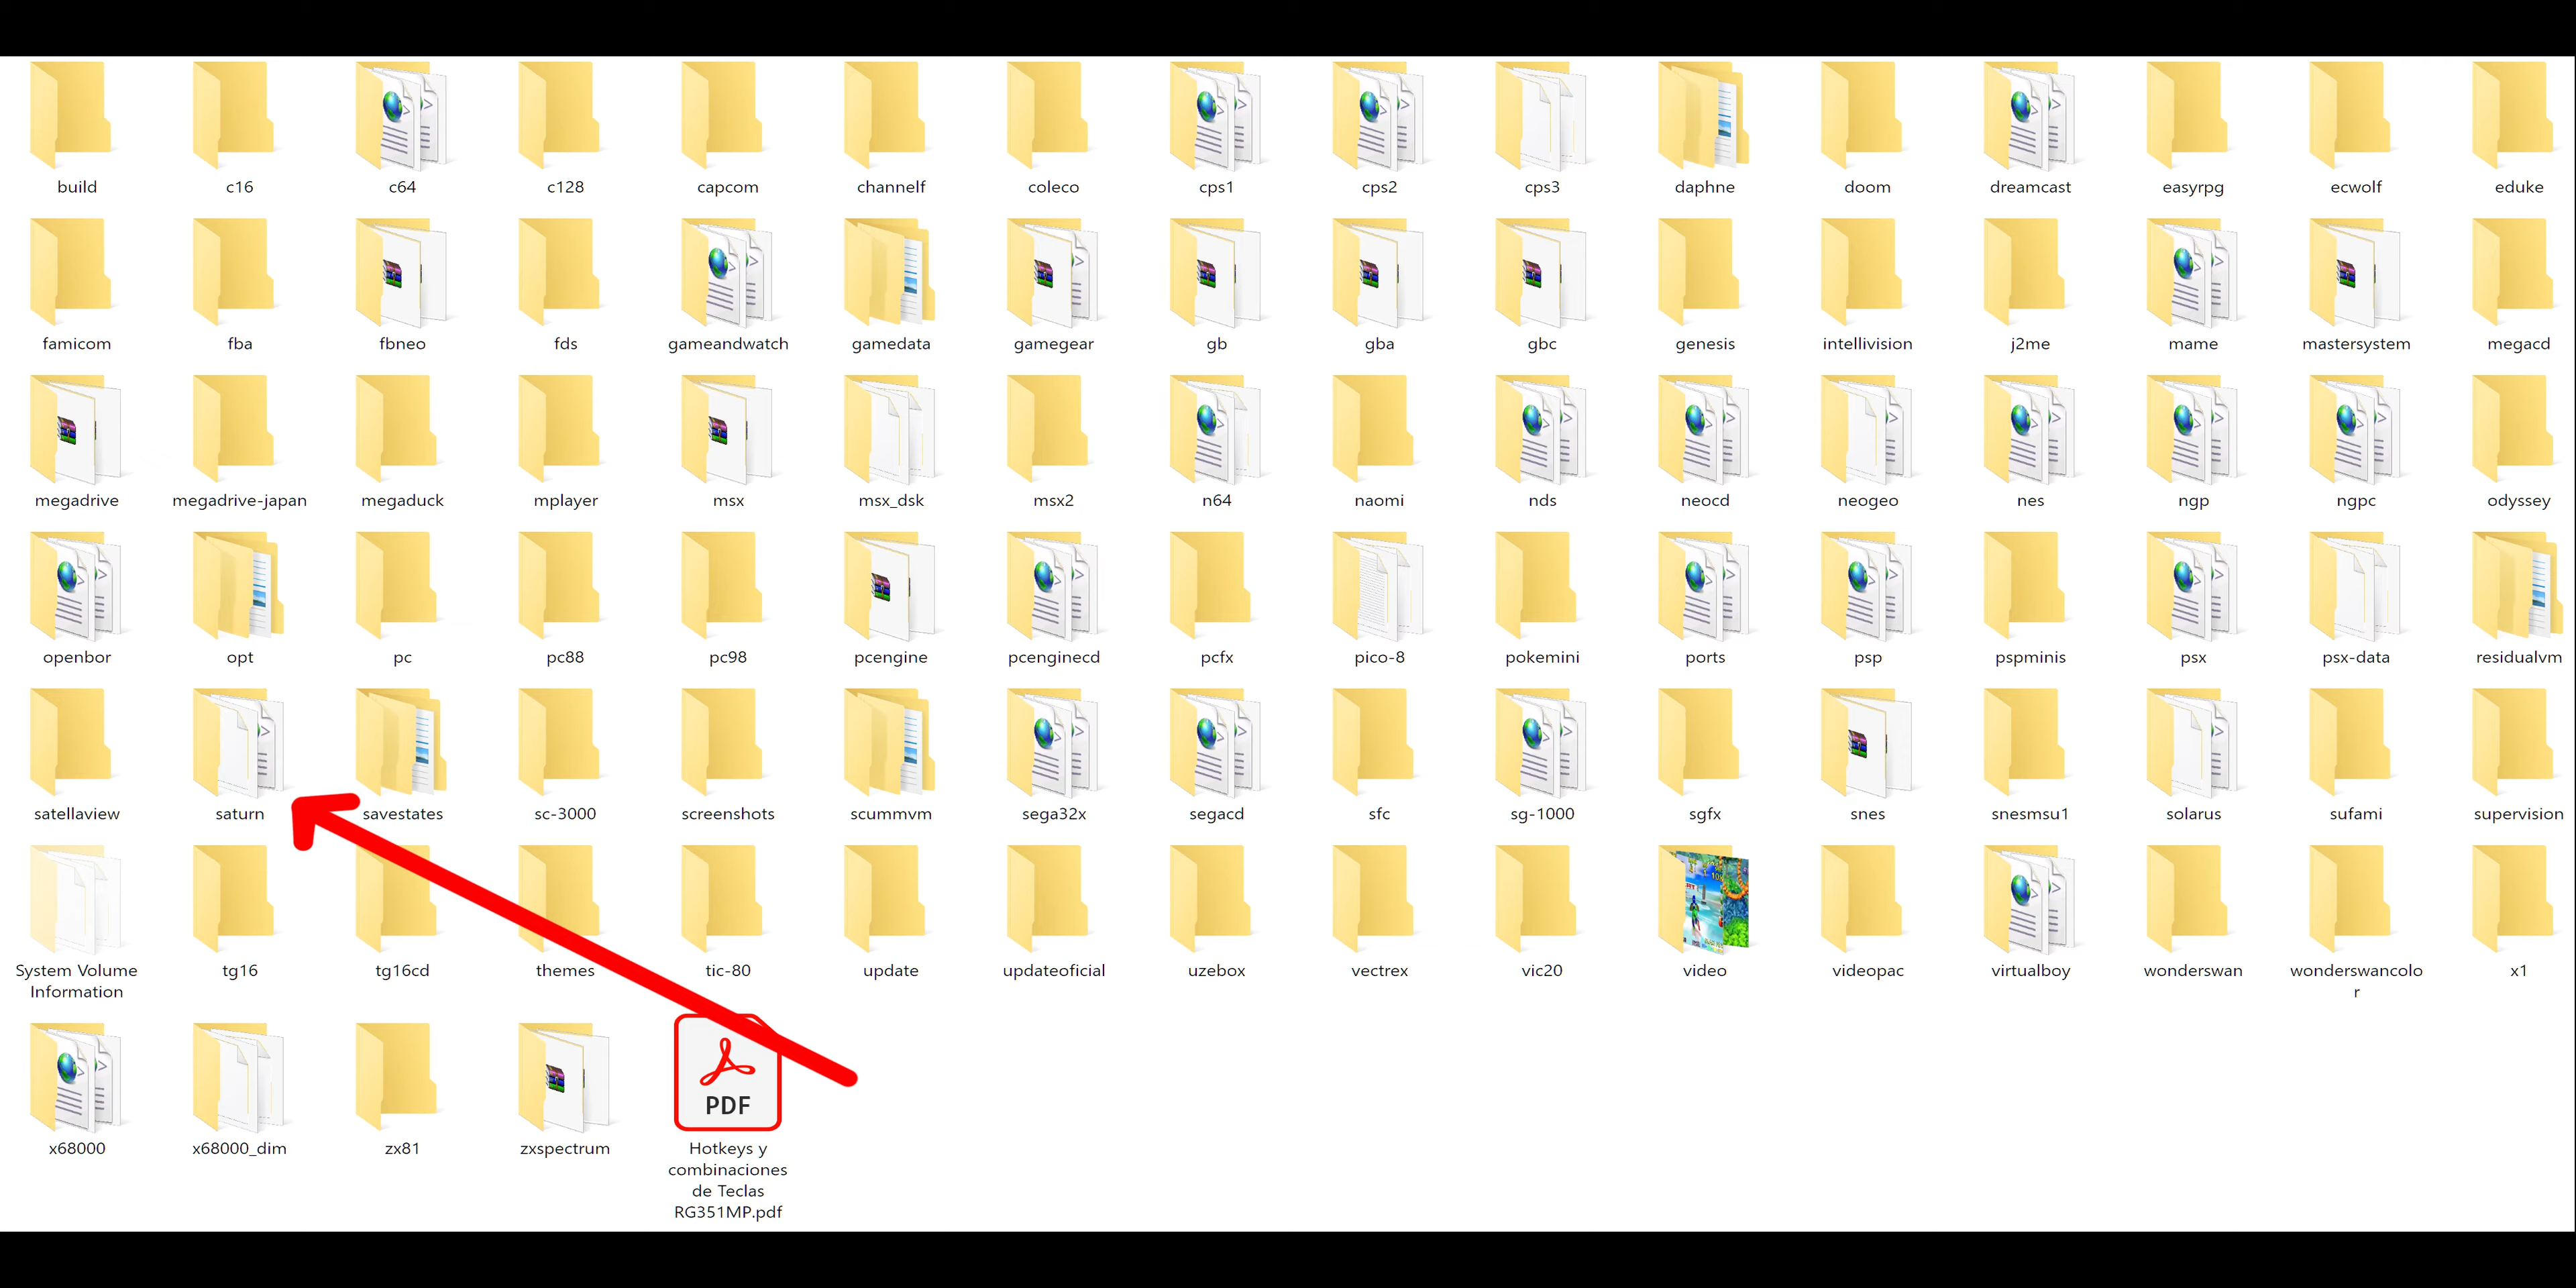 build c16 c64 c128 capcom channelf coleco cps1 cps2 cps3 daphne doom dreamcast easyrpg ecwolf eduke
famicom fba fbneo fds gameandwatch gamedata gamegear gb gba gbc genesis intellivision j2me mame mastersystem megacd
megadrive megadrive-japan megaduck mplayer msx msx_dsk msx2 n64 naomi nds neocd neogeo nes ngp ngpc odyssey
openbor opt pc pc88 pc98 pcengine pcenginecd pcfx pico-8 pokemini ports psp pspminis psx psx-data residualvm
satellaview saturn savestates sc-3000 screenshots scummvm sega32x segacd sfc sg-1000 sgfx snes snesmsu1 solarus sufami supervision
System Volume
Information
tg16 tg16cd themes tic-80 update updateoficial uzebox vectrex vic20 video videopac virtualboy wonderswan
wonderswancolo
r
x1
x68000 x68000_dim zx81 zxspectrum
PDF
Hotkeys y
combinaciones
de Teclas
RG351MP.pdf